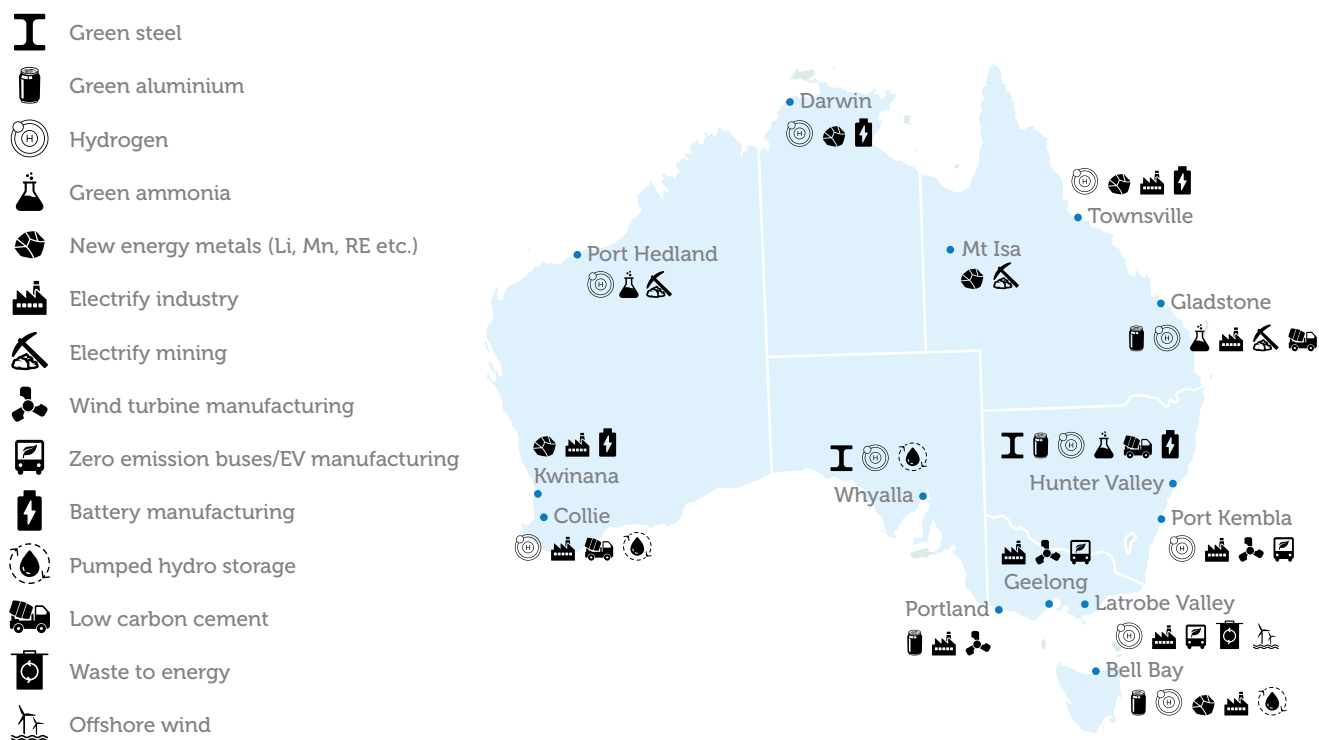 Green steel
Green aluminium
Hydrogen
Green ammonia
New energy metals (Li, Mn, RE etc.)
Electrify industry
Electrify mining
Wind turbine manufacturing
Zero emission buses/EV manufacturing
Battery manufacturing
Pumped hydro storage
Low carbon cement
Waste to energy
Offshore wind
Darwin
Townsville
Port Hedland
Mt Isa
Gladstone
Kwinana
Whyalla
Hunter Valley
Collie
Port Kembla
Geelong
Portland
Latrobe Valley
Bell Bay